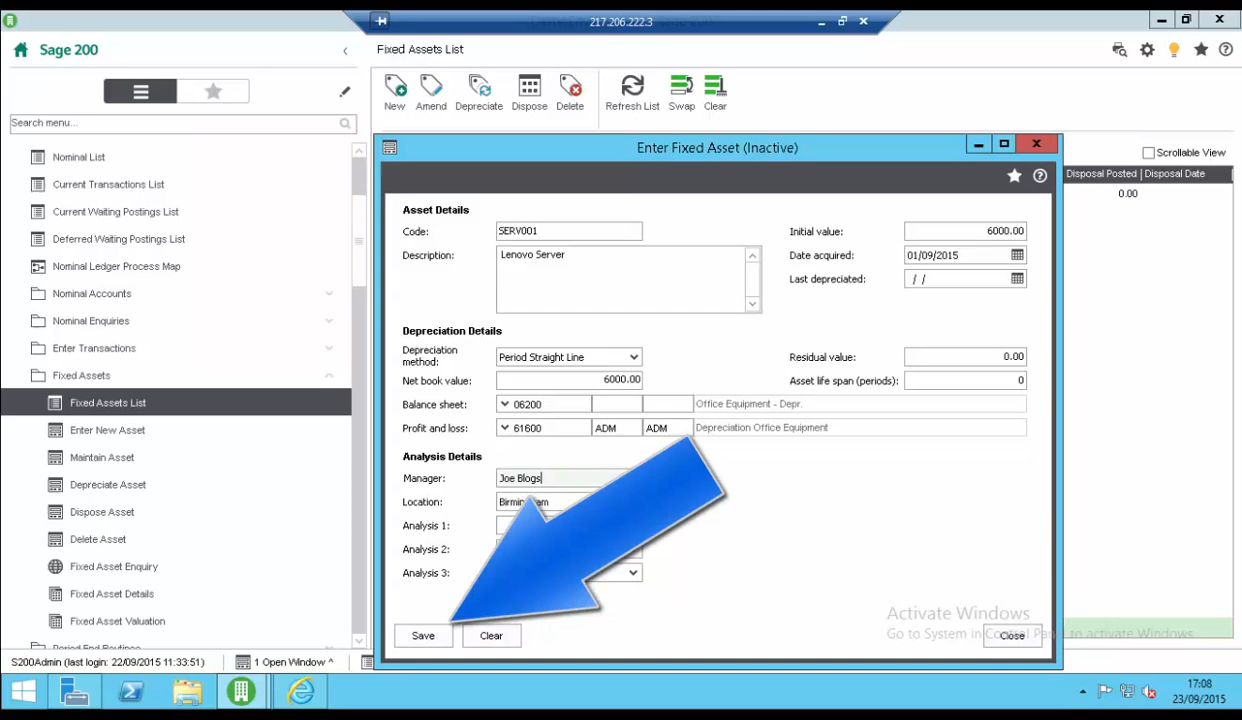 217.206.222.3
Sage 200
Fixed Assets List
New Amend Depreciate Dispose Delete Refresh List Swap Clear
Search menu...
Nominal List
Current Transactions List
Current Waiting Postings List
Deferred Waiting Postings List
Nominal Ledger Process Map
Nominal Accounts
Nominal Enquiries
Enter Transactions
Fixed Assets
Fixed Assets List
Enter New Asset
Maintain Asset
Depreciate Asset
Dispose Asset
Delete Asset
Fixed Asset Enquiry
Fixed Asset Details
Fixed Asset Valuation
Period End Routines
Enter Fixed Asset (Inactive)
Scrollable View
Disposal Posted Disposal Date
0.00
Asset Details
Code: SERV001 Initial value: 6000.00
Description: Lenovo Server Date acquired: 01/09/2015
Last depreciated: / /
Depreciation Details
Depreciation method: Period Straight Line Residual value: 0.00
Net book value: 6000.00 Asset life span (periods): 0
Balance sheet: 06200 Office Equipment - Depr.
Profit and loss: 61600 ADM ADM Depreciation Office Equipment
Analysis Details
Manager: Joe Blogs
Location: Birmingham
Analysis 1:
Analysis 2:
Analysis 3:
Save Clear Close
Activate Windows
Go to System in Control Panel to activate Windows.
S200Admin (last login: 22/09/2015 11:33:51) 1 Open Window ^
17:08
23/09/2015